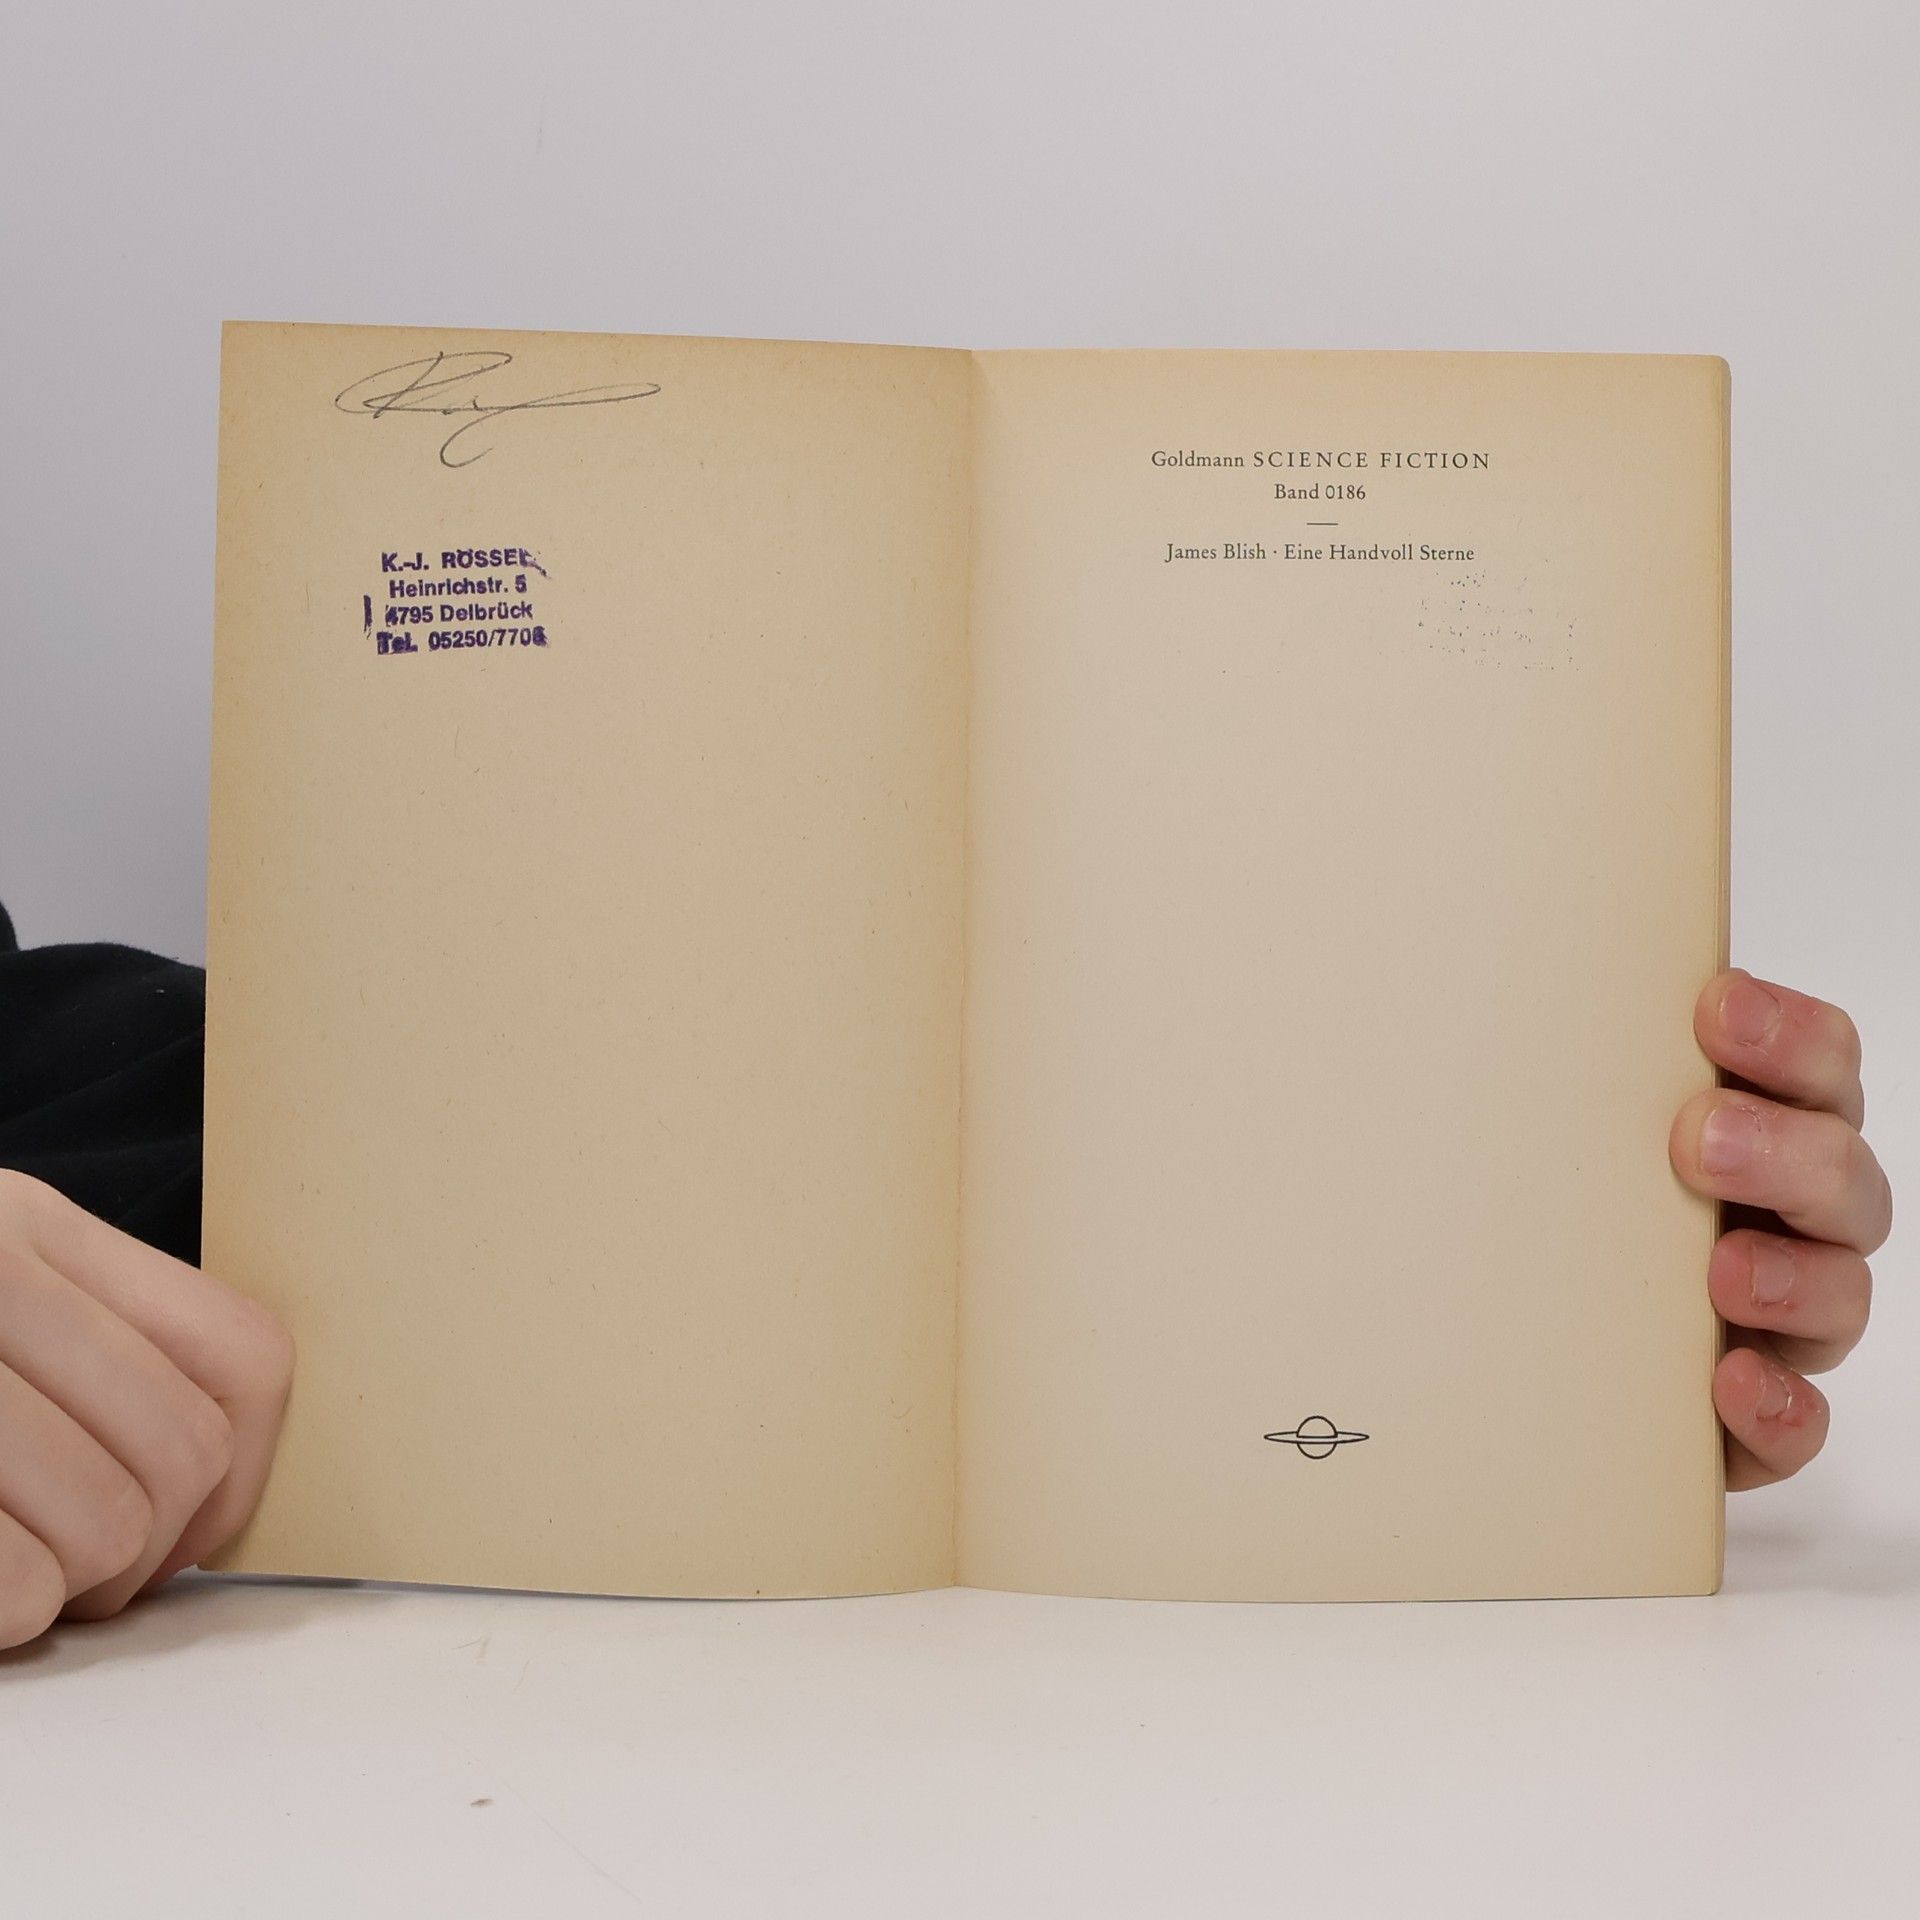 K.-J. RÖSSEL
Heinrichstr. 5
4795 Delbrück
Tel. 05250/7706
Goldmann SCIENCE FICTION
Band 0186
James Blish · Eine Handvoll Sterne